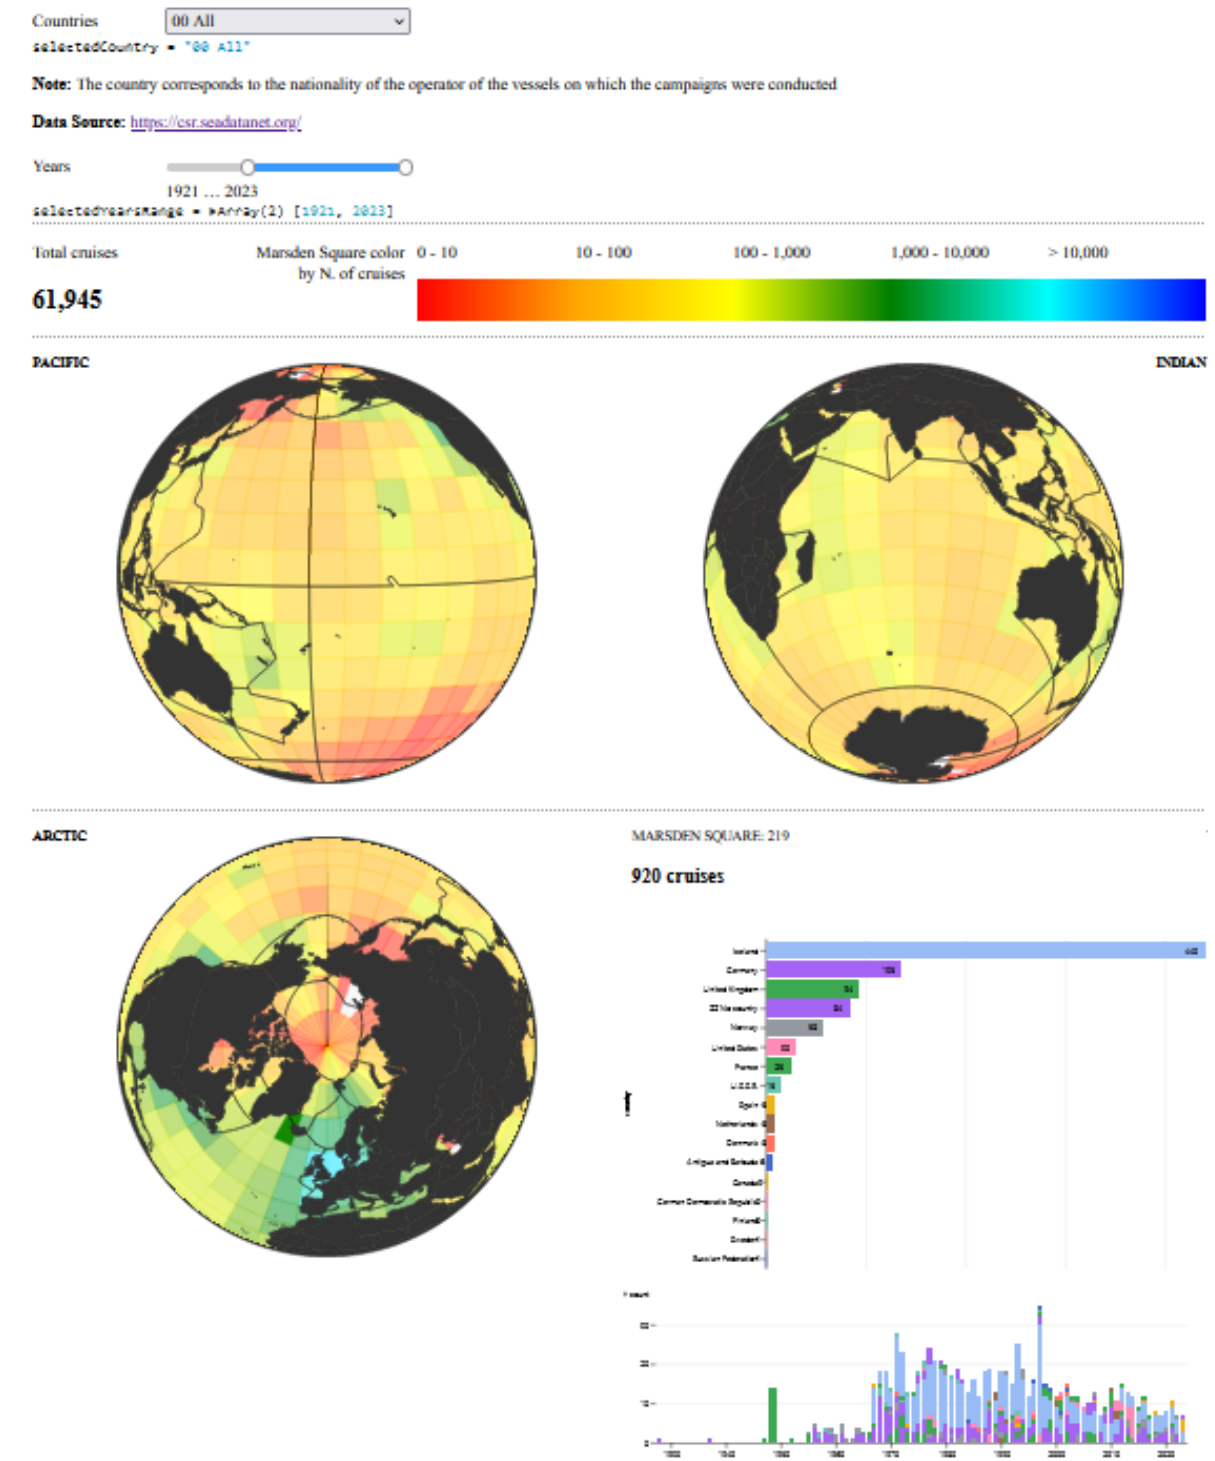 Countries 00 All
selectedCountry = "00 All"
Note: The country corresponds to the nationality of the operator of the vessels on which the campaigns were conducted
Data Source: https://csr.seadatanet.org/
Years
1921 ... 2023
selectedYearsRange = ▸Array(2) [1921, 2023]
Total cruises
61,945
Marsden Square color
by N. of cruises
0 - 10 10 - 100 100 - 1,000 1,000 - 10,000 > 10,000
PACIFIC
INDIAN
ARCTIC
MARSDEN SQUARE: 219
920 cruises
Iceland
Germany
United Kingdom
ZZ No country
Norway
United States
France
U.S.S.R.
Spain
Netherlands
Denmark
Antigua and Barbuda
Canada
German Democratic Republic
Finland
Sweden
Russian Federation